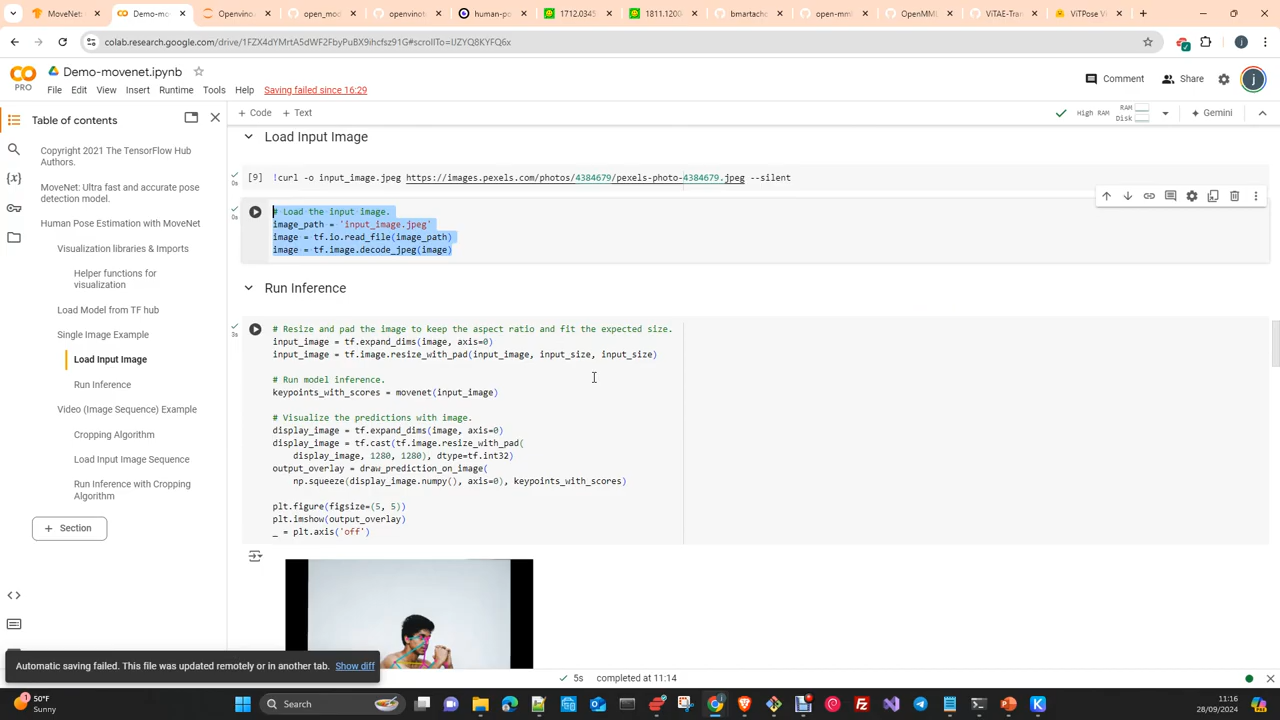 MoveNet:
Demo-mo
Openvino
open_mod
openvinoto
human-po
1712.0345
1811.1200
bmartach
open-mm
OpenMML
ViTAE-Tra
ViTPose V
colab.research.google.com/drive/1FZX4dYMrtA5dWF2FbyPuBX9ihcfsz91G#scrollTo=IJZYQ8KYFQ6x
j
PRO
Demo-movenet.ipynb
File Edit View Insert Runtime Tools Help Saving failed since 16:29
Comment Share j
Table of contents
+ Code + Text
High RAM RAM Disk Gemini
Copyright 2021 The TensorFlow Hub
Authors.
MoveNet: Ultra fast and accurate pose
detection model.
Human Pose Estimation with MoveNet
Visualization libraries & Imports
Helper functions for
visualization
Load Model from TF hub
Single Image Example
Load Input Image
Run Inference
Video (Image Sequence) Example
Cropping Algorithm
Load Input Image Sequence
Run Inference with Cropping
Algorithm
+ Section
Load Input Image
0s [9] !curl -o input_image.jpeg https://images.pexels.com/photos/4384679/pexels-photo-4384679.jpeg --silent
0s
# Load the input image.
image_path = 'input_image.jpeg'
image = tf.io.read_file(image_path)
image = tf.image.decode_jpeg(image)
Run Inference
3s
# Resize and pad the image to keep the aspect ratio and fit the expected size.
input_image = tf.expand_dims(image, axis=0)
input_image = tf.image.resize_with_pad(input_image, input_size, input_size)
# Run model inference.
keypoints_with_scores = movenet(input_image)
# Visualize the predictions with image.
display_image = tf.expand_dims(image, axis=0)
display_image = tf.cast(tf.image.resize_with_pad(
display_image, 1280, 1280), dtype=tf.int32)
output_overlay = draw_prediction_on_image(
np.squeeze(display_image.numpy(), axis=0), keypoints_with_scores)
plt.figure(figsize=(5, 5))
plt.imshow(output_overlay)
_ = plt.axis('off')
Automatic saving failed. This file was updated remotely or in another tab. Show diff
5s completed at 11:14
50°F
Sunny
Search
11:16
28/09/2024